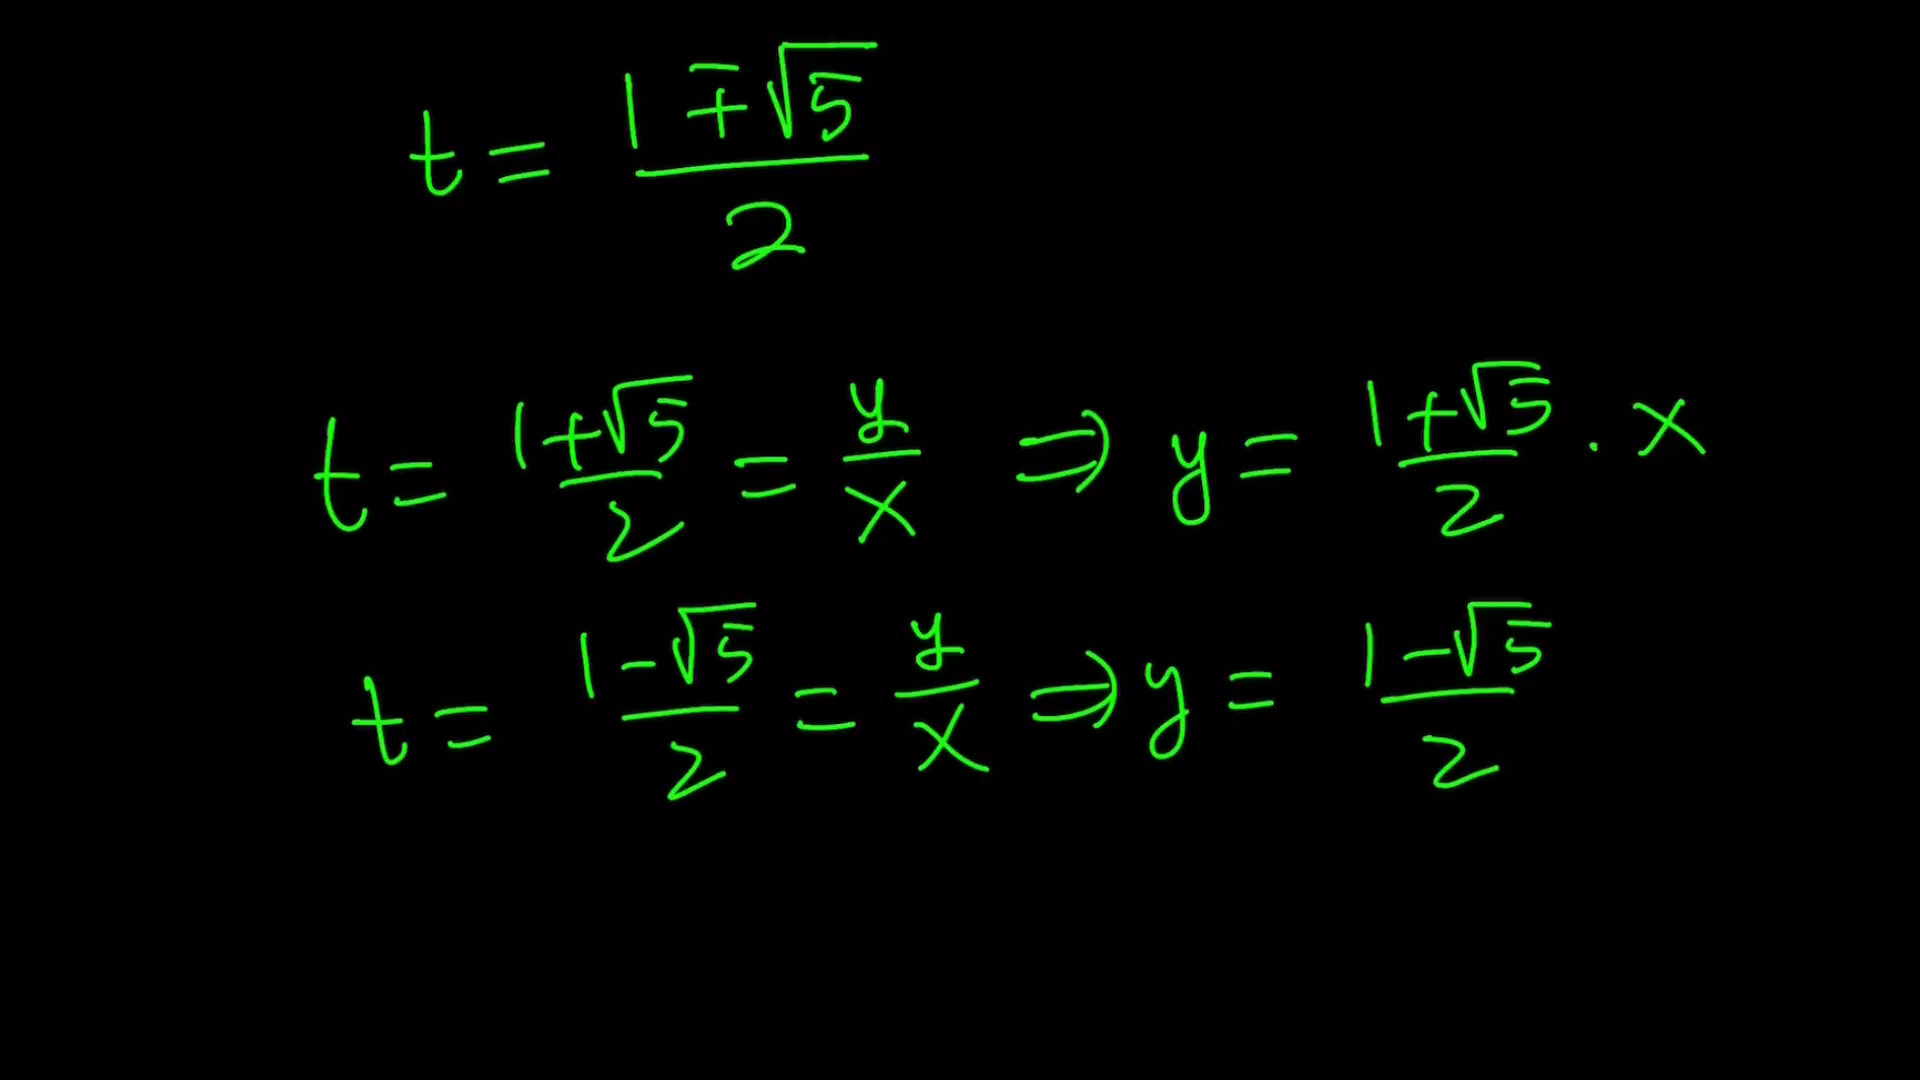 t = (1 ∓ √5) / 2
t = (1 + √5) / 2 = y / x ⇒ y = (1 + √5) / 2 · x
t = (1 − √5) / 2 = y / x ⇒ y = (1 − √5) / 2